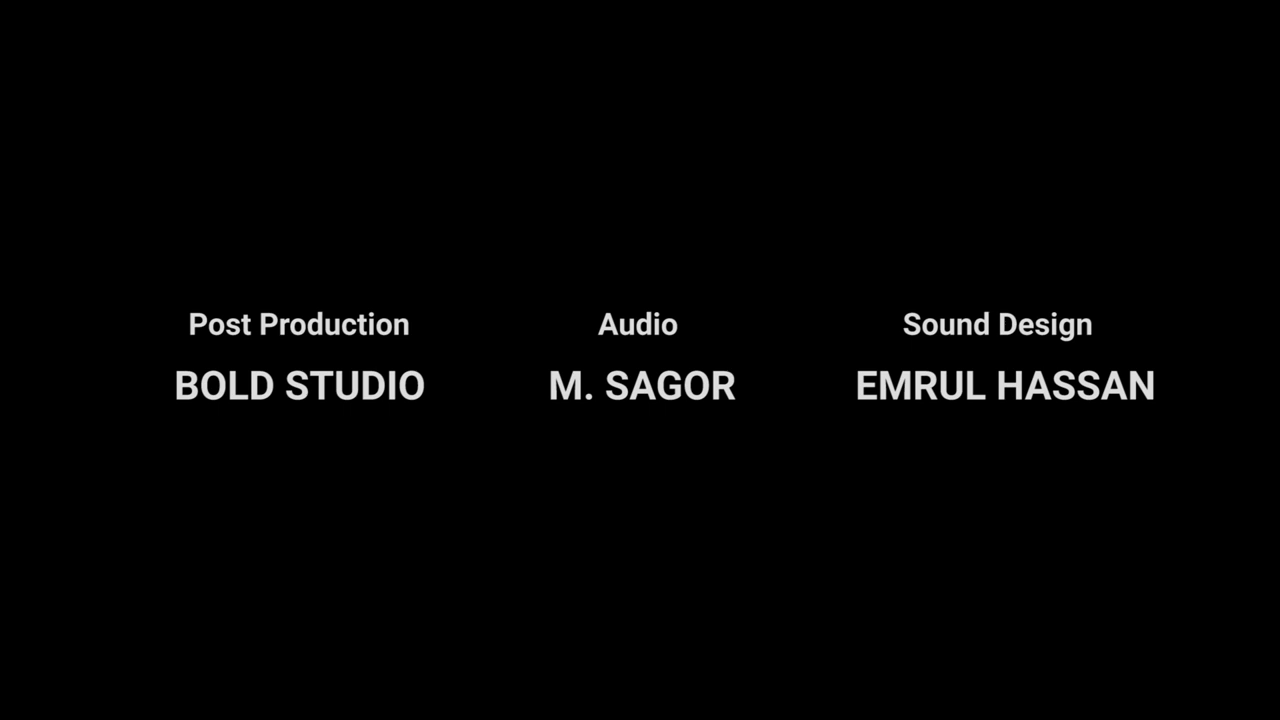 Post Production
BOLD STUDIO
Audio
M. SAGOR
Sound Design
EMRUL HASSAN